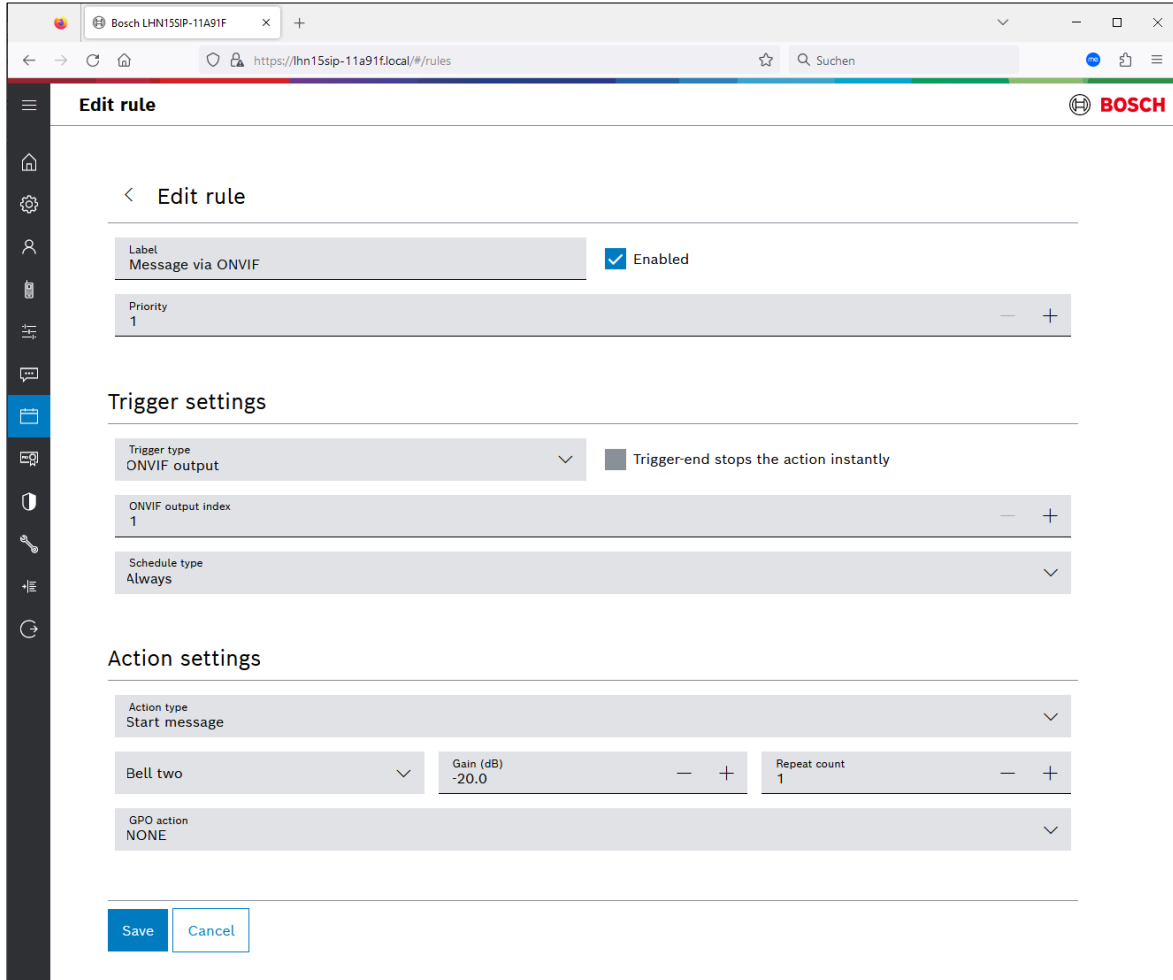 Bosch LHN15SIP-11A91F
https://lhn15sip-11a91f.local/#/rules
Suchen
Edit rule
BOSCH
Edit rule
Label
Message via ONVIF
Enabled
Priority
1
Trigger settings
Trigger type
ONVIF output
Trigger-end stops the action instantly
ONVIF output index
1
Schedule type
Always
Action settings
Action type
Start message
Bell two
Gain (dB)
-20.0
Repeat count
1
GPO action
NONE
Save
Cancel